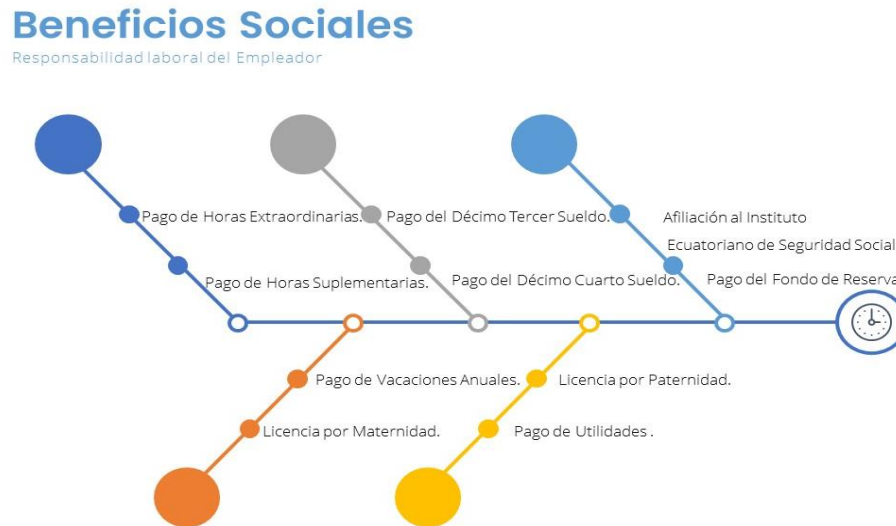 Beneficios Sociales
Responsabilidad laboral del Empleador
Pago de Horas Extraordinarias.
Pago de Horas Suplementarias.
Pago del Décimo Tercer Sueldo.
Pago del Décimo Cuarto Sueldo.
Afiliación al Instituto
Ecuatoriano de Seguridad Social
Pago del Fondo de Reserva
Pago de Vacaciones Anuales.
Licencia por Maternidad.
Licencia por Paternidad.
Pago de Utilidades .